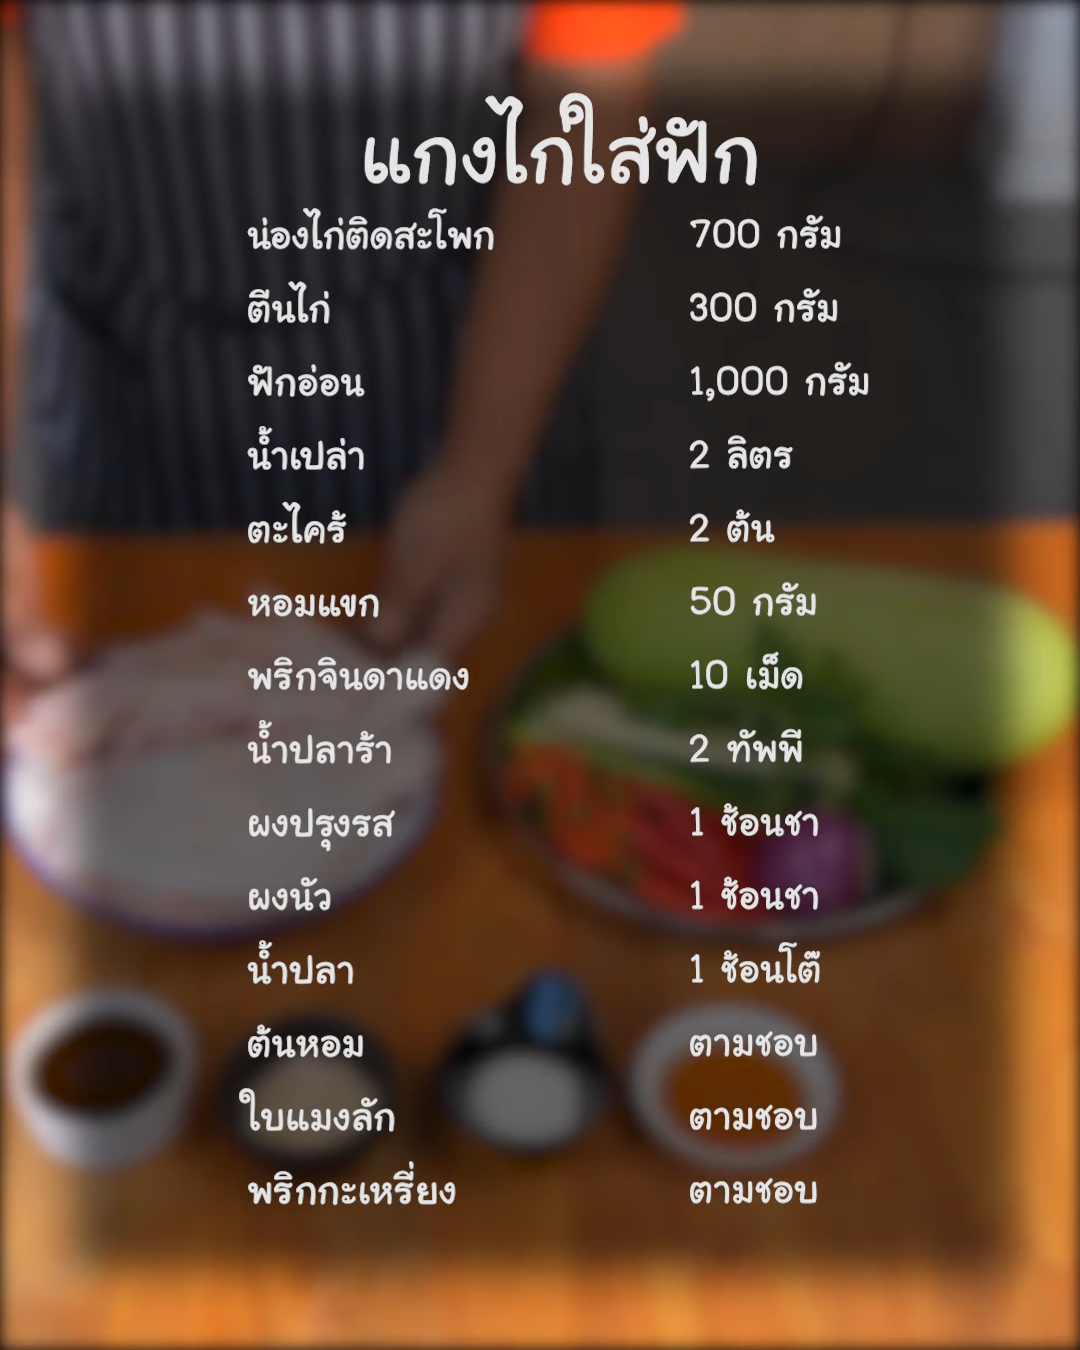 แกงไก่ใส่ฟัก
น่องไก่ติดสะโพก 700 กรัม
ตีนไก่ 300 กรัม
ฟักอ่อน 1,000 กรัม
น้ำเปล่า 2 ลิตร
ตะไคร้ 2 ต้น
หอมแขก 50 กรัม
พริกจินดาแดง 10 เม็ด
น้ำปลาร้า 2 ทัพพี
ผงปรุงรส 1 ช้อนชา
ผงนัว 1 ช้อนชา
น้ำปลา 1 ช้อนโต๊
ต้นหอม ตามชอบ
ใบแมงลัก ตามชอบ
พริกกะเหรี่ยง ตามชอบ